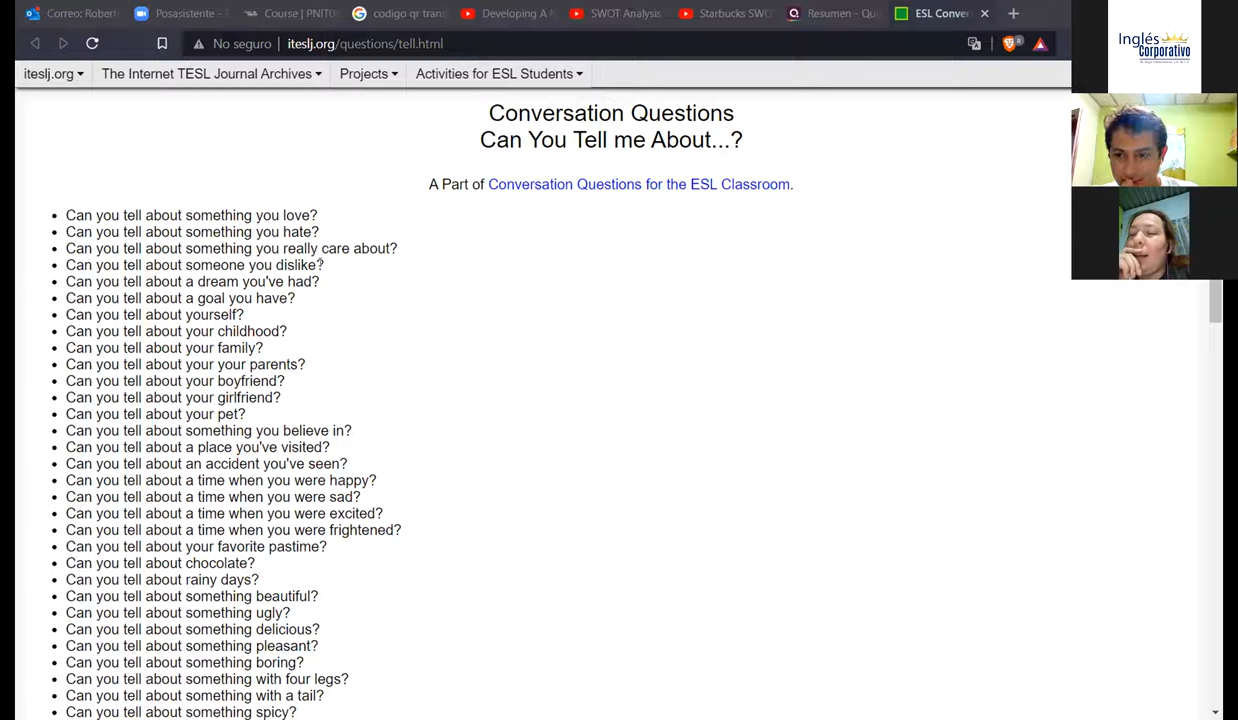 Correo: Robert
Posasistente -
Course | PNIT0
codigo qr tran
Developing A N
SWOT Analysis
Starbucks SWO
Resumen - Qu
ESL Conver
No seguro | iteslj.org/questions/tell.html
iteslj.org
The Internet TESL Journal Archives
Projects
Activities for ESL Students
Inglés
Corporativo
Conversation Questions
Can You Tell me About...?
A Part of Conversation Questions for the ESL Classroom.
• Can you tell about something you love?
• Can you tell about something you hate?
• Can you tell about something you really care about?
• Can you tell about someone you dislike?
• Can you tell about a dream you've had?
• Can you tell about a goal you have?
• Can you tell about yourself?
• Can you tell about your childhood?
• Can you tell about your family?
• Can you tell about your your parents?
• Can you tell about your boyfriend?
• Can you tell about your girlfriend?
• Can you tell about your pet?
• Can you tell about something you believe in?
• Can you tell about a place you've visited?
• Can you tell about an accident you've seen?
• Can you tell about a time when you were happy?
• Can you tell about a time when you were sad?
• Can you tell about a time when you were excited?
• Can you tell about a time when you were frightened?
• Can you tell about your favorite pastime?
• Can you tell about chocolate?
• Can you tell about rainy days?
• Can you tell about something beautiful?
• Can you tell about something ugly?
• Can you tell about something delicious?
• Can you tell about something pleasant?
• Can you tell about something boring?
• Can you tell about something with four legs?
• Can you tell about something with a tail?
• Can you tell about something spicy?